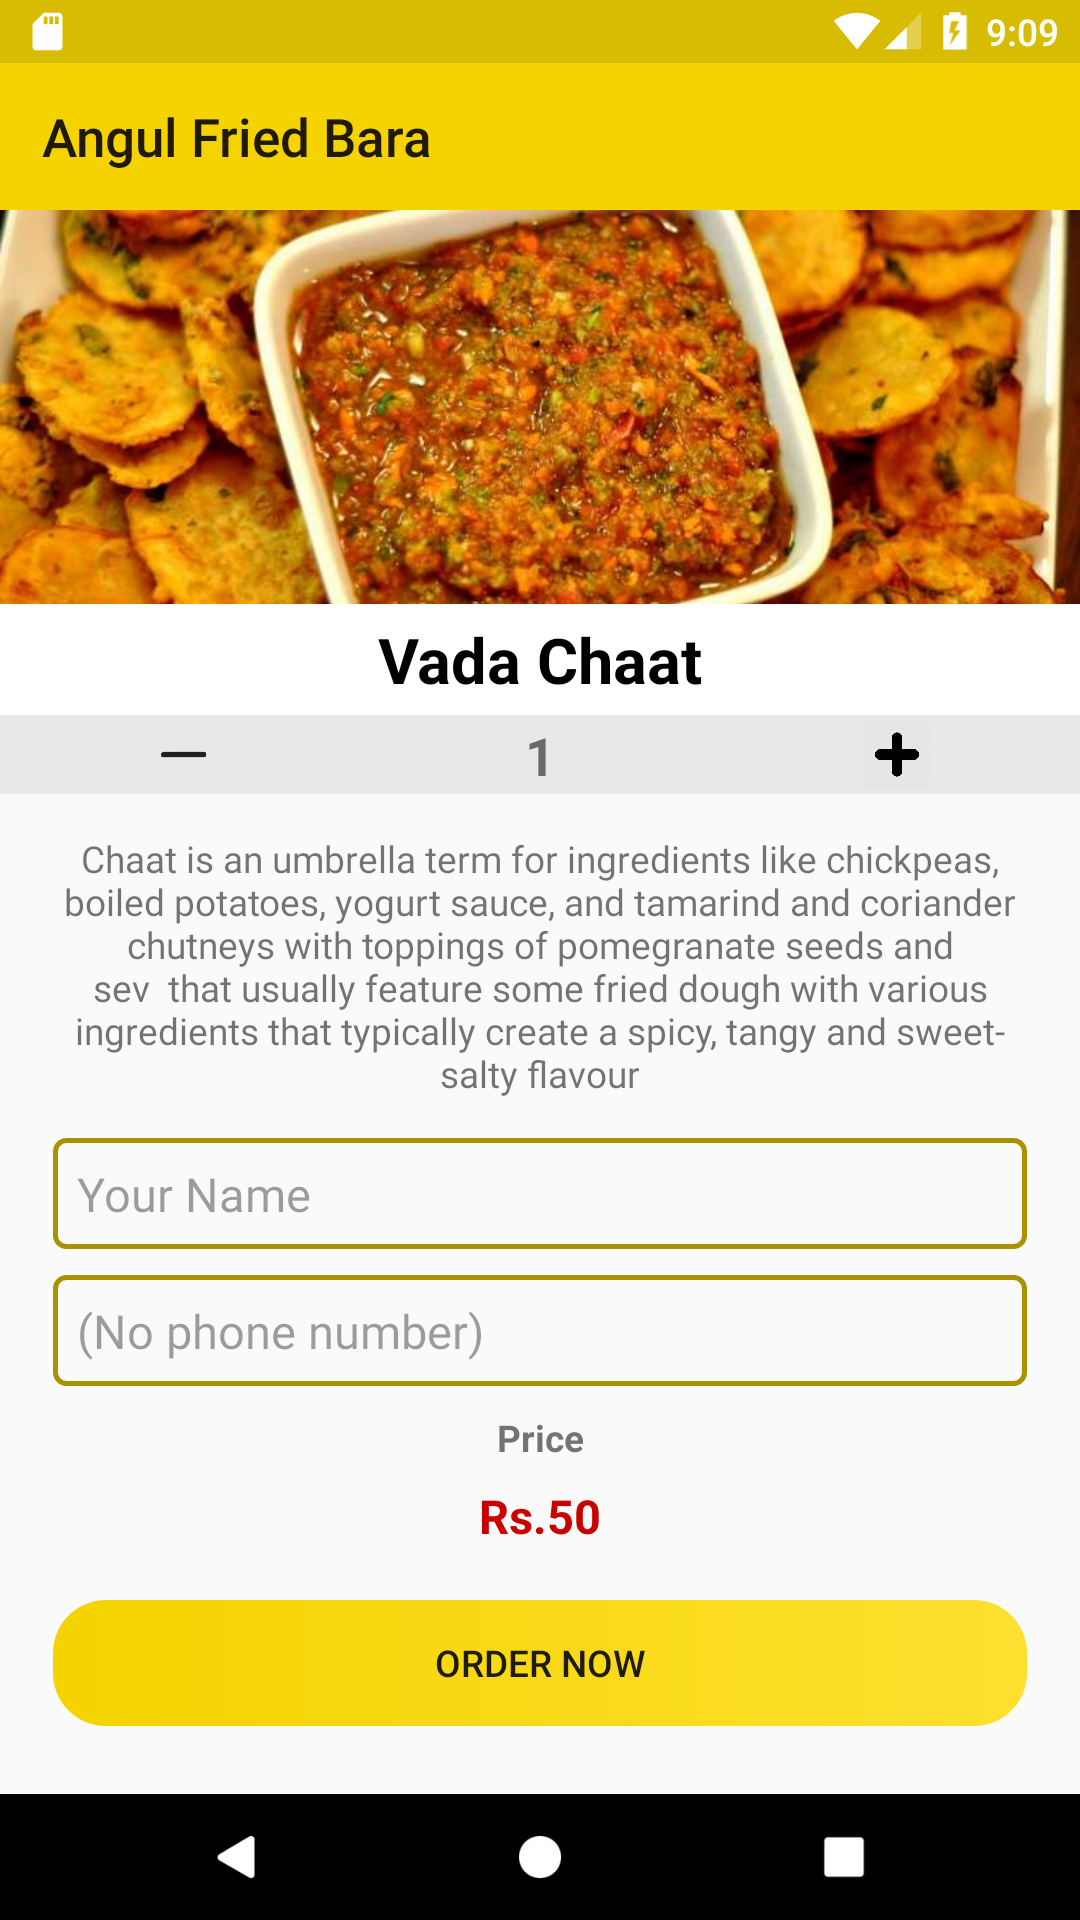 9:09
Angul Fried Bara
Vada Chaat
1
Chaat is an umbrella term for ingredients like chickpeas,
boiled potatoes, yogurt sauce, and tamarind and coriander
chutneys with toppings of pomegranate seeds and
sev  that usually feature some fried dough with various
ingredients that typically create a spicy, tangy and sweet-
salty flavour
Your Name
(No phone number)
Price
Rs.50
ORDER NOW